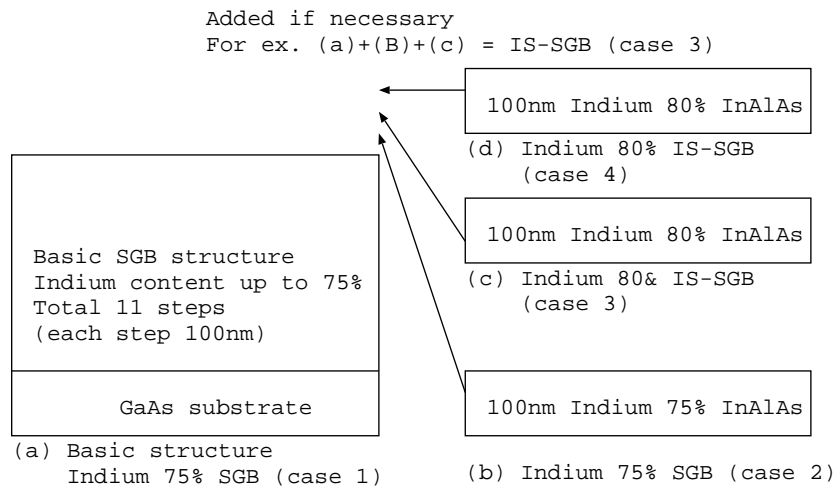 Added if necessary
For ex. (a)+(B)+(c) = IS-SGB (case 3)
100nm Indium 80% InAlAs
(d) Indium 80% IS-SGB
(case 4)
100nm Indium 80% InAlAs
(c) Indium 80& IS-SGB
(case 3)
Basic SGB structure
Indium content up to 75%
Total 11 steps
(each step 100nm)
GaAs substrate
(a) Basic structure
Indium 75% SGB (case 1)
100nm Indium 75% InAlAs
(b) Indium 75% SGB (case 2)